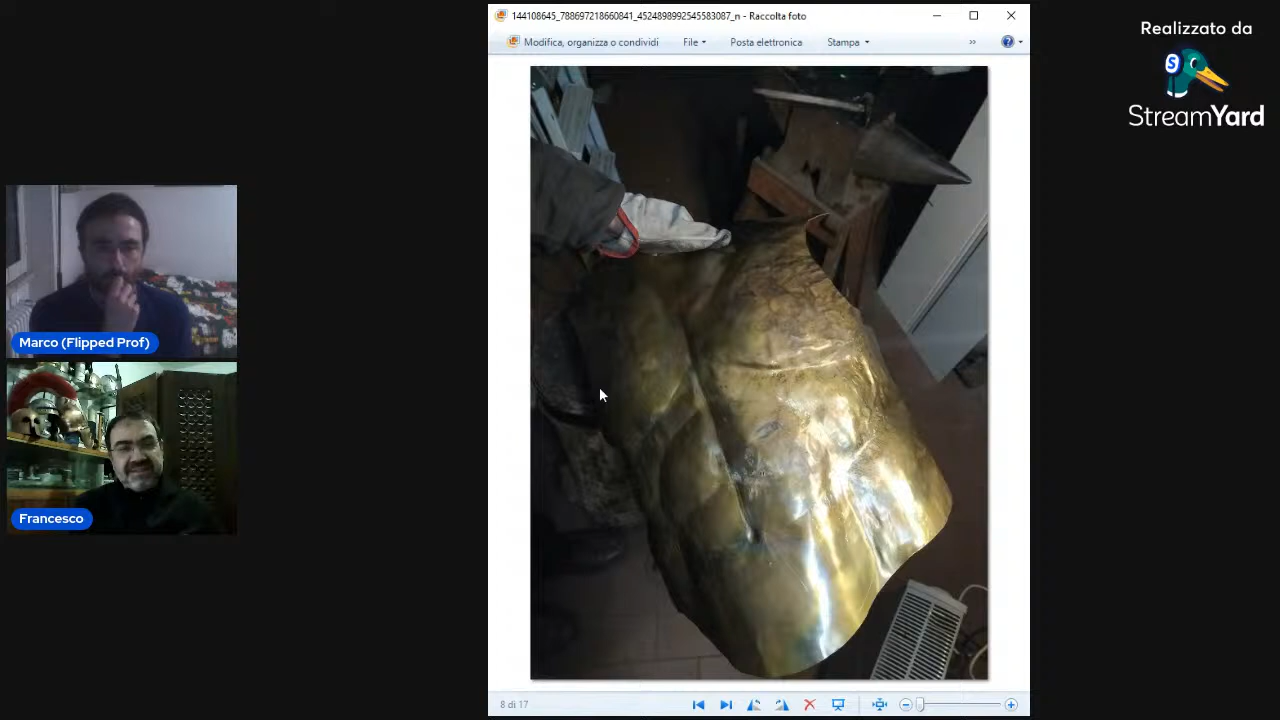 144108645_788697218660841_4524898992545583087_n - Raccolta foto
Modifica, organizza o condividi File Posta elettronica Stampa »
Realizzato da
StreamYard
Marco (Flipped Prof)
Francesco
8 di 17